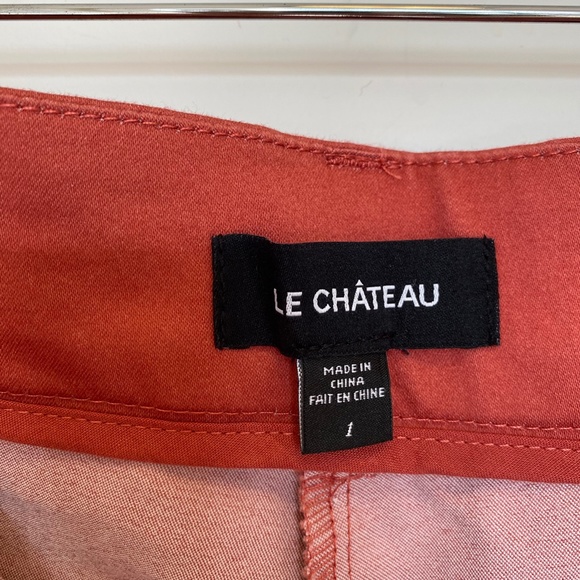 LE CHÂTEAU
MADE IN
CHINA
FAIT EN CHINE
1